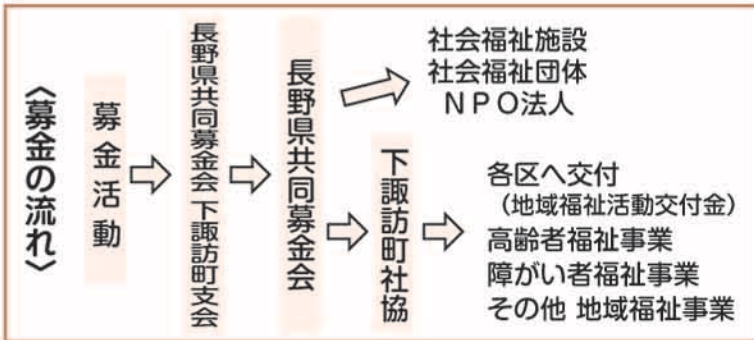 〈募金の流れ〉
募金活動
長野県共同募金会 下諏訪町支会
長野県共同募金会
社会福祉施設
社会福祉団体
ＮＰＯ法人
下諏訪町社協
各区へ交付
（地域福祉活動交付金）
高齢者福祉事業
障がい者福祉事業
その他 地域福祉事業